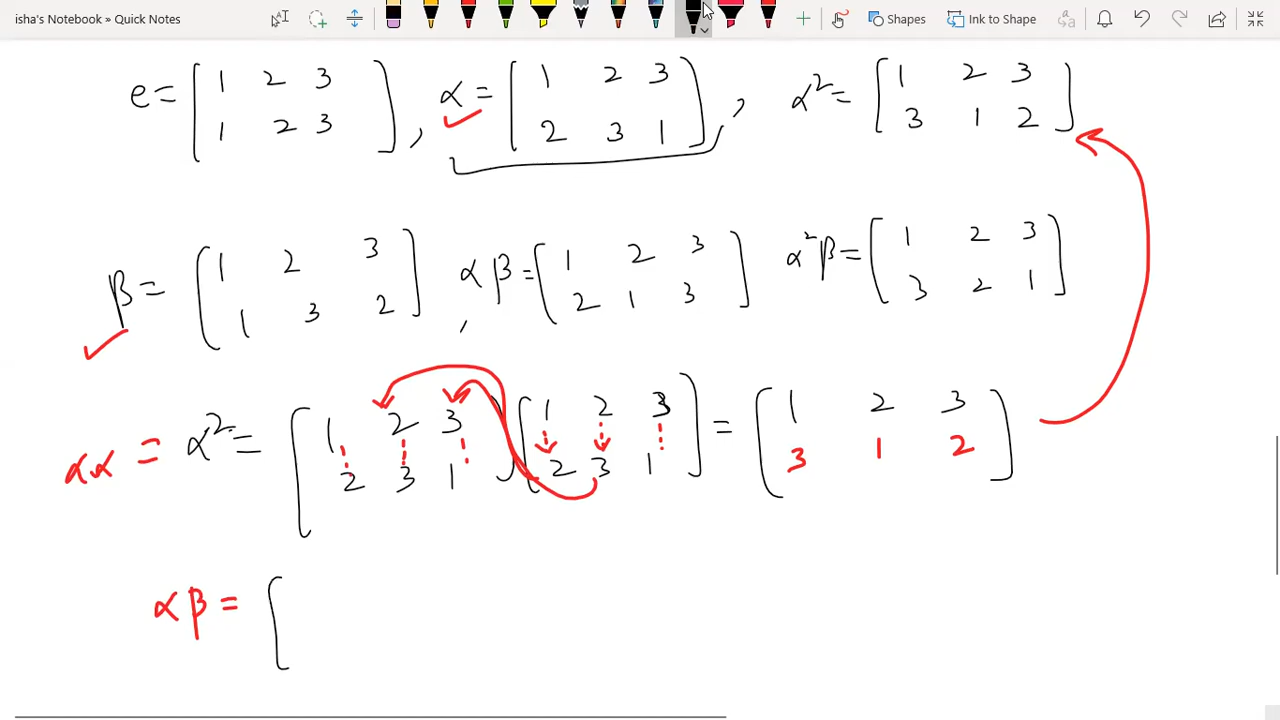 isha's Notebook » Quick Notes
Shapes
Ink to Shape
e = [ 1 2 3 ] , α = [ 1 2 3 ] , α² = [ 1 2 3 ]
1 2 3 2 3 1 3 1 2
β = [ 1 2 3 ] , αβ = [ 1 2 3 ] α²β = [ 1 2 3 ]
1 3 2 2 1 3 3 2 1
αα = α² = [ 1 2 3 ] [ 1 2 3 ] = [ 1 2 3 ]
2 3 1 2 3 1 3 1 2
αβ = [